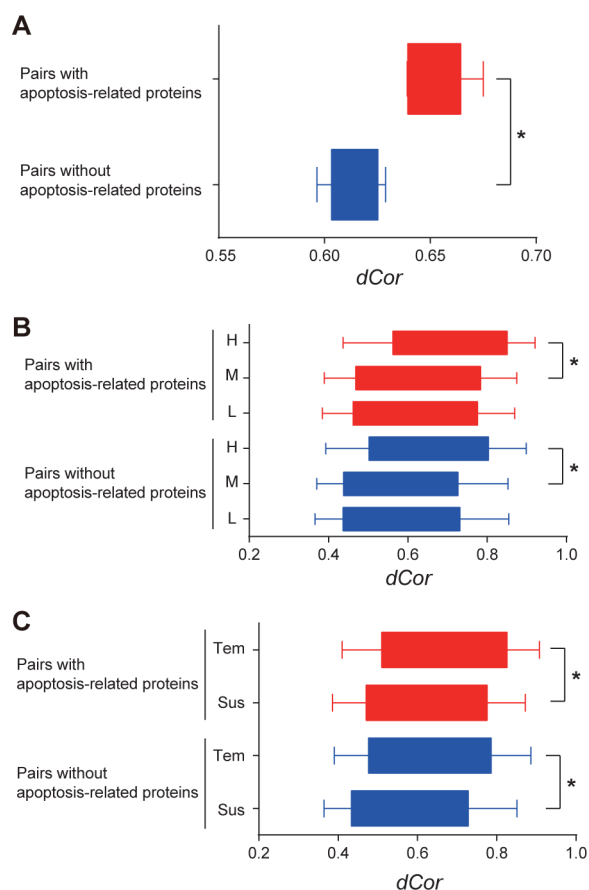 A
Pairs with
apoptosis-related proteins
Pairs without
apoptosis-related proteins
*
0.55
0.60
0.65
0.70
dCor
B
Pairs with
apoptosis-related proteins
H
M
L
*
Pairs without
apoptosis-related proteins
H
M
L
*
0.2
0.4
0.6
0.8
1.0
dCor
C
Pairs with
apoptosis-related proteins
Tem
Sus
*
Pairs without
apoptosis-related proteins
Tem
Sus
*
0.2
0.4
0.6
0.8
1.0
dCor